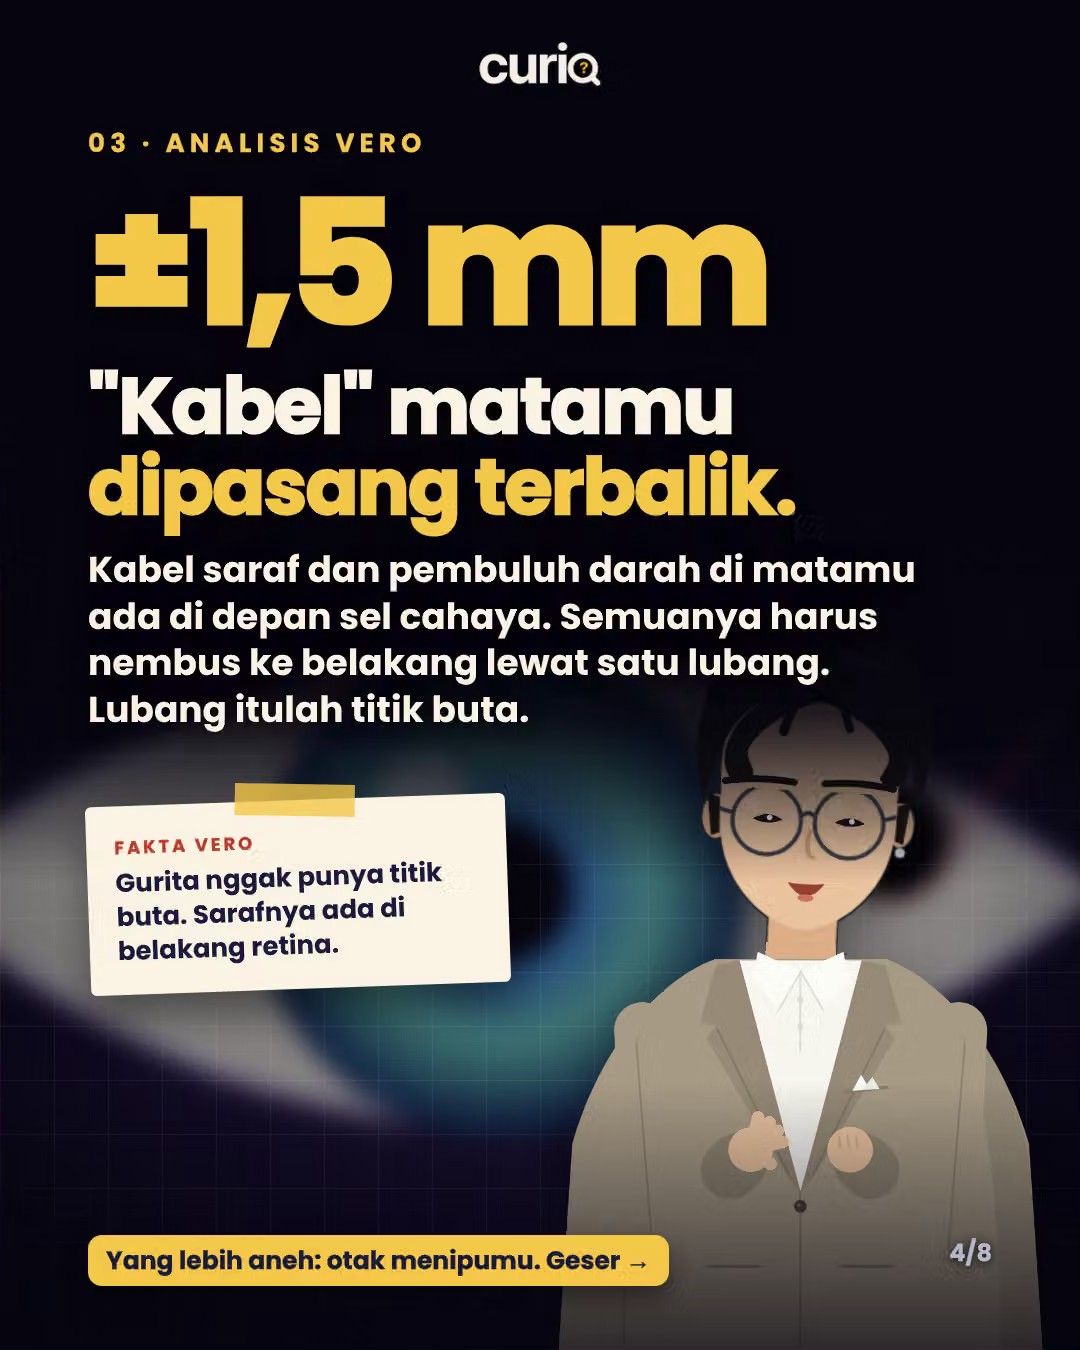 curiQ
03 · ANALISIS VERO
±1,5 mm
"Kabel" matamu
dipasang terbalik.
Kabel saraf dan pembuluh darah di matamu
ada di depan sel cahaya. Semuanya harus
nembus ke belakang lewat satu lubang.
Lubang itulah titik buta.
FAKTA VERO
Gurita nggak punya titik
buta. Sarafnya ada di
belakang retina.
Yang lebih aneh: otak menipumu. Geser →
4/8